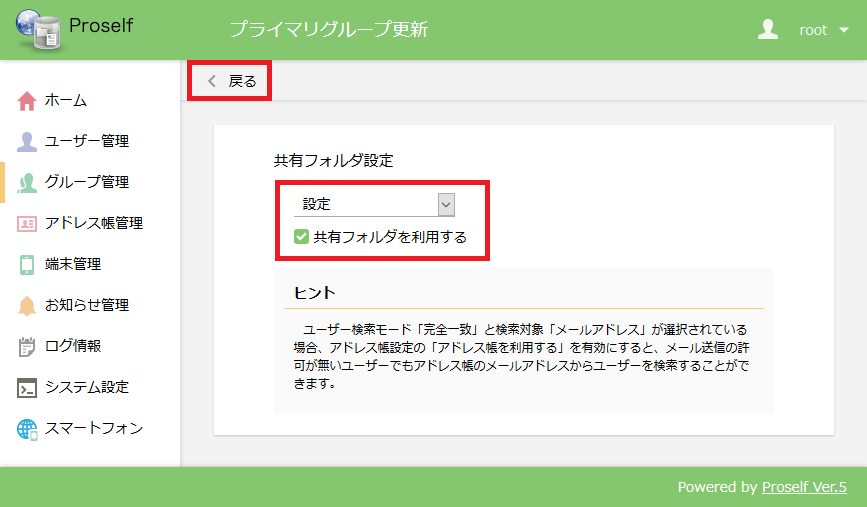 Proself
プライマリグループ更新
root
戻る
ホーム
ユーザー管理
グループ管理
アドレス帳管理
端末管理
お知らせ管理
ログ情報
システム設定
スマートフォン
共有フォルダ設定
設定
共有フォルダを利用する
ヒント
ユーザー検索モード「完全一致」と検索対象「メールアドレス」が選択されている
場合、アドレス帳設定の「アドレス帳を利用する」を有効にすると、メール送信の許
可が無いユーザーでもアドレス帳のメールアドレスからユーザーを検索することがで
きます。
Powered by Proself Ver.5